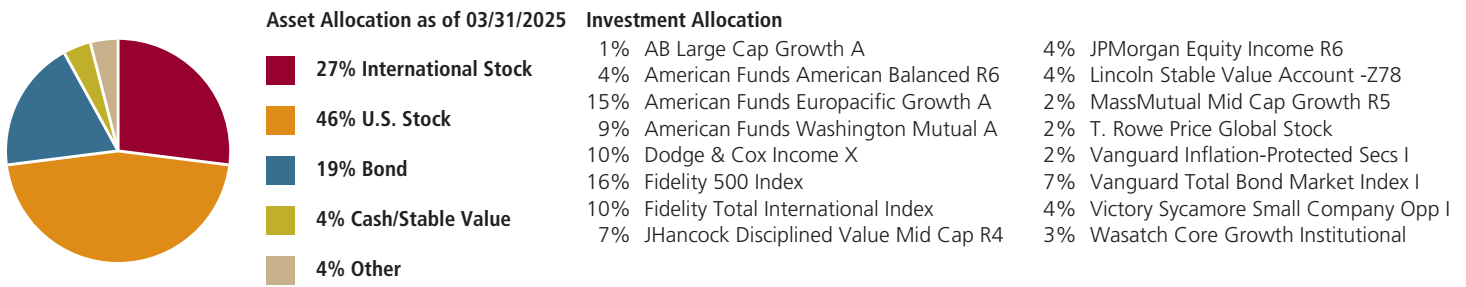 Asset Allocation as of 03/31/2025
27% International Stock
46% U.S. Stock
19% Bond
4% Cash/Stable Value
4% Other
Investment Allocation
1% AB Large Cap Growth A
4% American Funds American Balanced R6
15% American Funds Europacific Growth A
9% American Funds Washington Mutual A
10% Dodge & Cox Income X
16% Fidelity 500 Index
10% Fidelity Total International Index
7% JHancock Disciplined Value Mid Cap R4
4% JPMorgan Equity Income R6
4% Lincoln Stable Value Account -Z78
2% MassMutual Mid Cap Growth R5
2% T. Rowe Price Global Stock
2% Vanguard Inflation-Protected Secs I
7% Vanguard Total Bond Market Index I
4% Victory Sycamore Small Company Opp I
3% Wasatch Core Growth Institutional